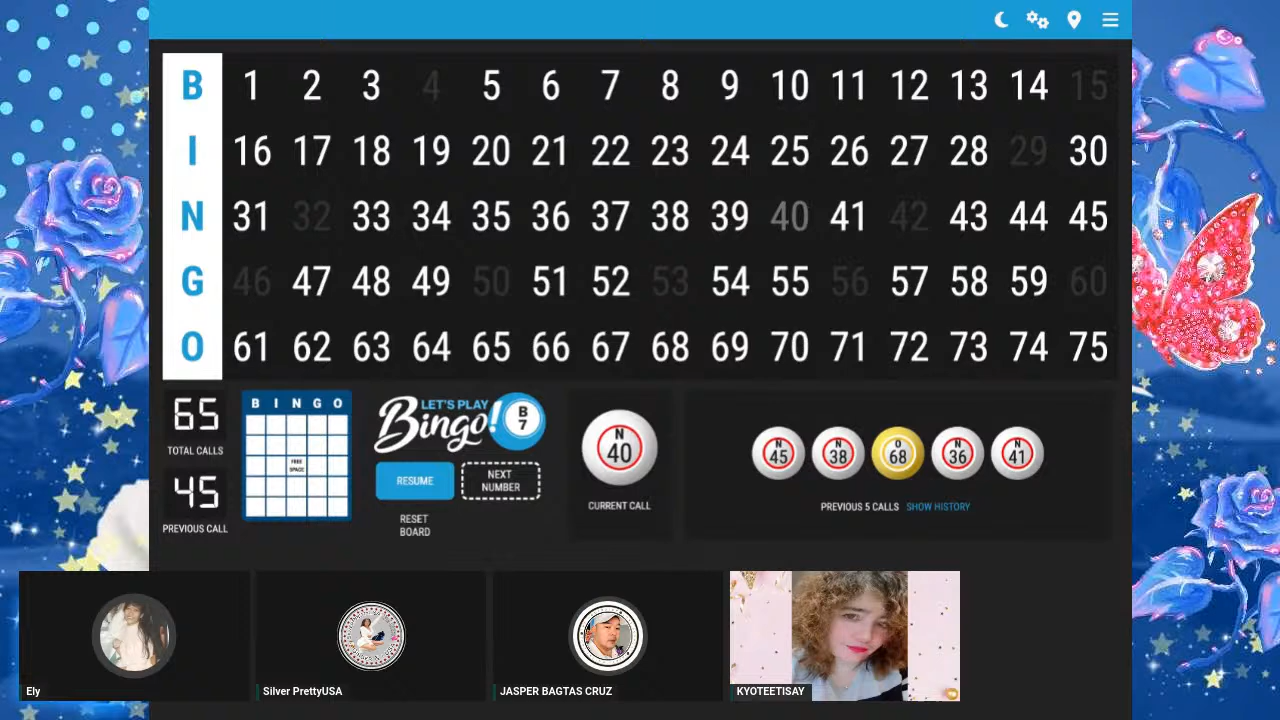 B 1 2 3 4 5 6 7 8 9 10 11 12 13 14 15
I 16 17 18 19 20 21 22 23 24 25 26 27 28 29 30
N 31 32 33 34 35 36 37 38 39 40 41 42 43 44 45
G 46 47 48 49 50 51 52 53 54 55 56 57 58 59 60
O 61 62 63 64 65 66 67 68 69 70 71 72 73 74 75
65
TOTAL CALLS
45
PREVIOUS CALL
B I N G O
FREE
SPACE
LET'S PLAY
Bingo!
B
7
RESUME
NEXT
NUMBER
RESET
BOARD
N
40
CURRENT CALL
N
45
N
38
O
68
N
36
N
41
PREVIOUS 5 CALLS SHOW HISTORY
Ely
Silver PrettyUSA
JASPER BAGTAS CRUZ
KYOTEETISAY